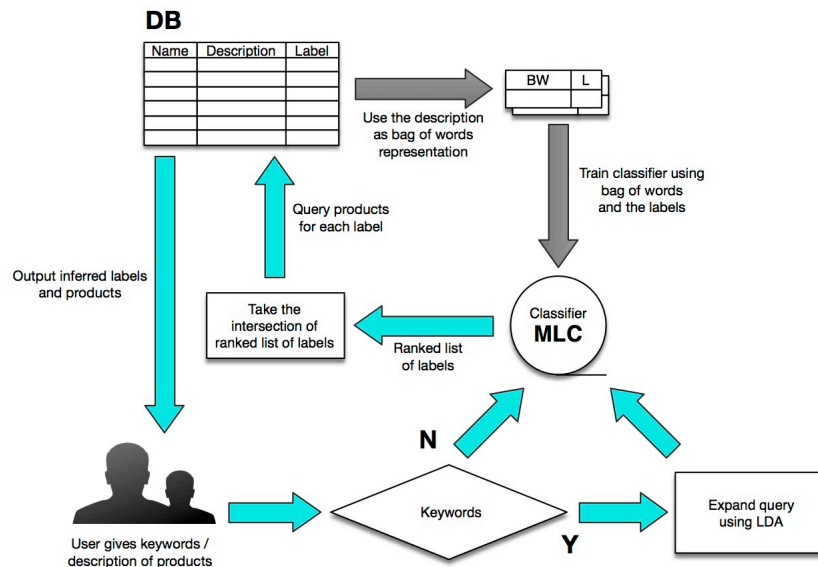 DB
Name Description Label
BW L
Use the description
as bag of words
representation
Train classifier using
bag of words
and the labels
Query products
for each label
Output inferred labels
and products
Take the
intersection of
ranked list of labels
Ranked list
of labels
Classifier
MLC
N
Keywords
Y
Expand query
using LDA
User gives keywords /
description of products